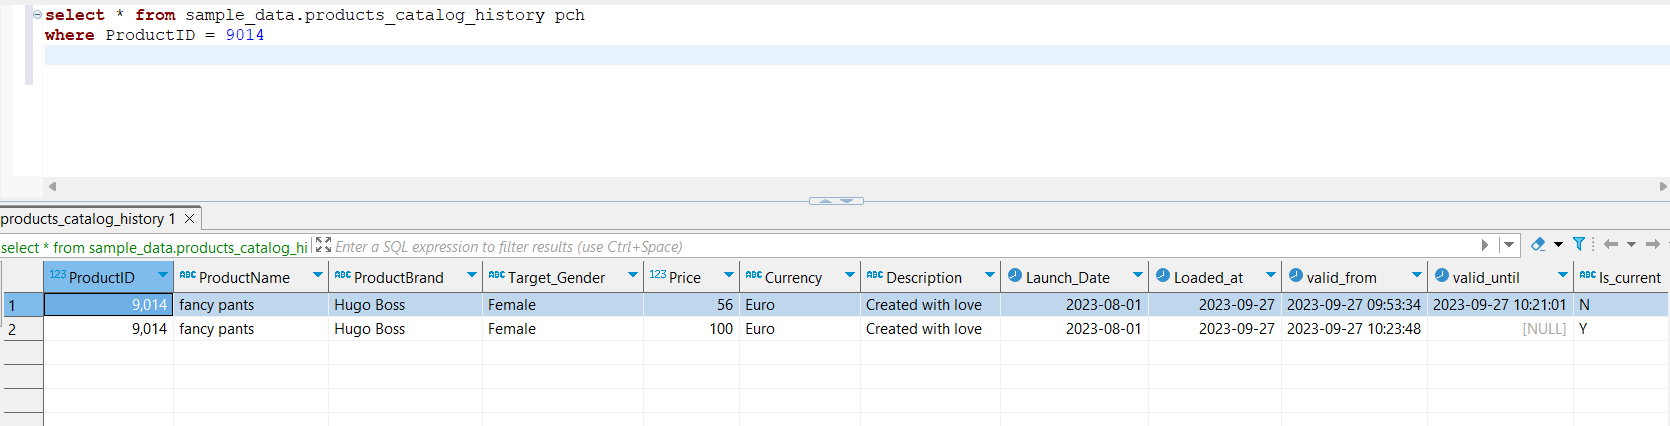 select * from sample_data.products_catalog_history pch
where ProductID = 9014
products_catalog_history 1
select * from sample_data.products_catalog_hi Enter a SQL expression to filter results (use Ctrl+Space)
123 ProductID ABC ProductName ABC ProductBrand ABC Target_Gender 123 Price ABC Currency ABC Description Launch_Date Loaded_at valid_from valid_until ABC Is_current
1 9,014 fancy pants Hugo Boss Female 56 Euro Created with love 2023-08-01 2023-09-27 2023-09-27 09:53:34 2023-09-27 10:21:01 N
2 9,014 fancy pants Hugo Boss Female 100 Euro Created with love 2023-08-01 2023-09-27 2023-09-27 10:23:48 [NULL] Y